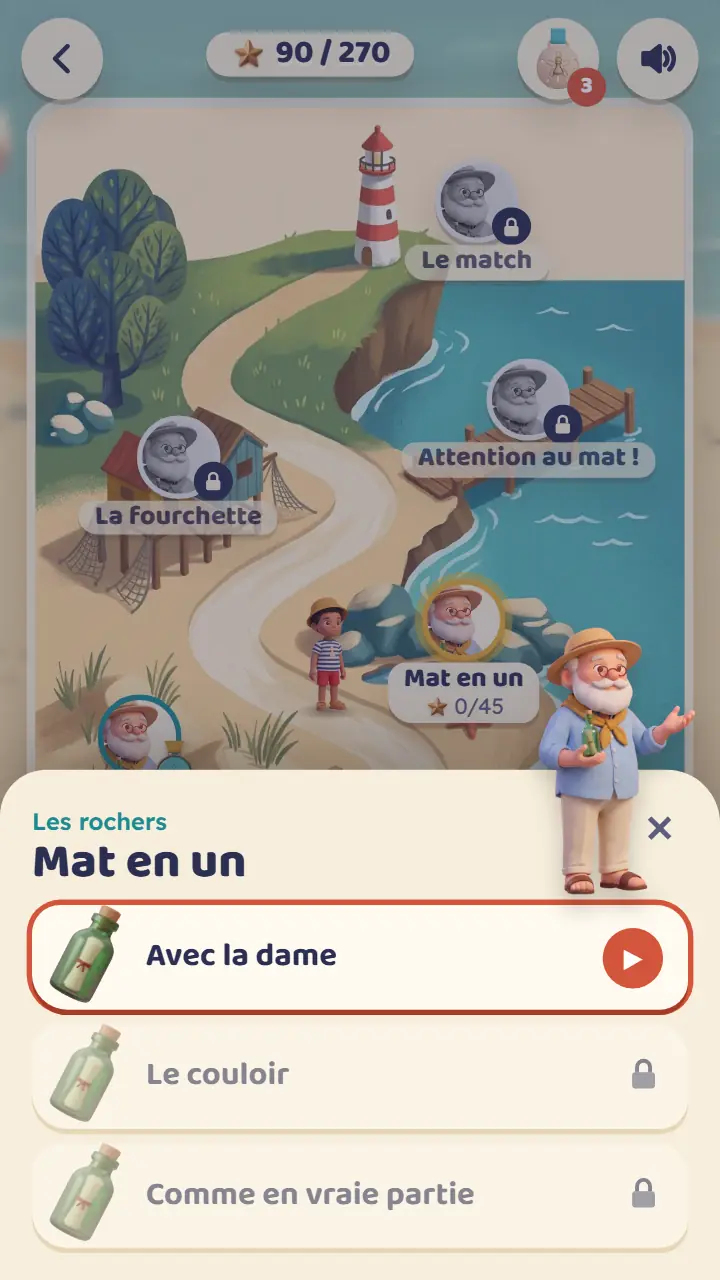 90 / 270
3
Le match
Attention au mat !
La fourchette
Mat en un
0/45
Les rochers
Mat en un
Avec la dame
Le couloir
Comme en vraie partie